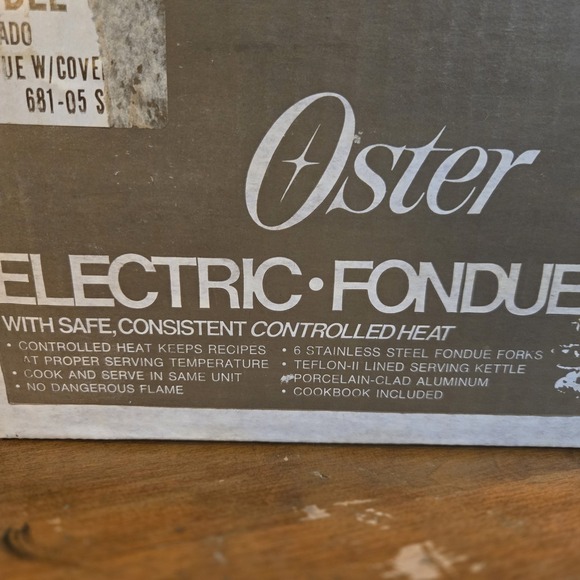 ADO
UE W/COVE
681-05 S
Oster
ELECTRIC • FONDUE
WITH SAFE, CONSISTENT CONTROLLED HEAT
• CONTROLLED HEAT KEEPS RECIPES
AT PROPER SERVING TEMPERATURE
• COOK AND SERVE IN SAME UNIT
• NO DANGEROUS FLAME
• 6 STAINLESS STEEL FONDUE FORKS
• TEFLON-II LINED SERVING KETTLE
PORCELAIN-CLAD ALUMINUM
• COOKBOOK INCLUDED